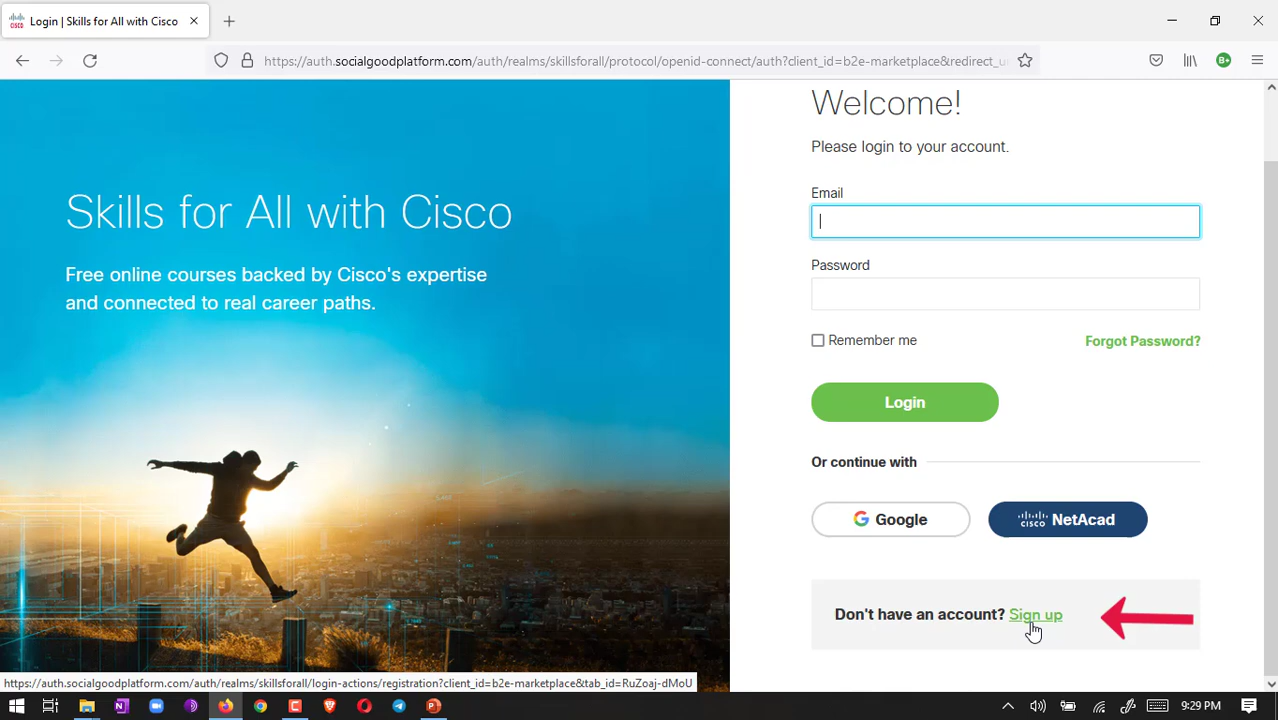 Login | Skills for All with Cisco
https://auth.socialgoodplatform.com/auth/realms/skillsforall/protocol/openid-connect/auth?client_id=b2e-marketplace&redirect_u
Skills for All with Cisco
Free online courses backed by Cisco's expertise
and connected to real career paths.
Welcome!
Please login to your account.
Email
Password
Remember me
Forgot Password?
Login
Or continue with
Google
CISCO NetAcad
Don't have an account? Sign up
https://auth.socialgoodplatform.com/auth/realms/skillsforall/login-actions/registration?client_id=b2e-marketplace&tab_id=RuZoaj-dMoU
9:29 PM